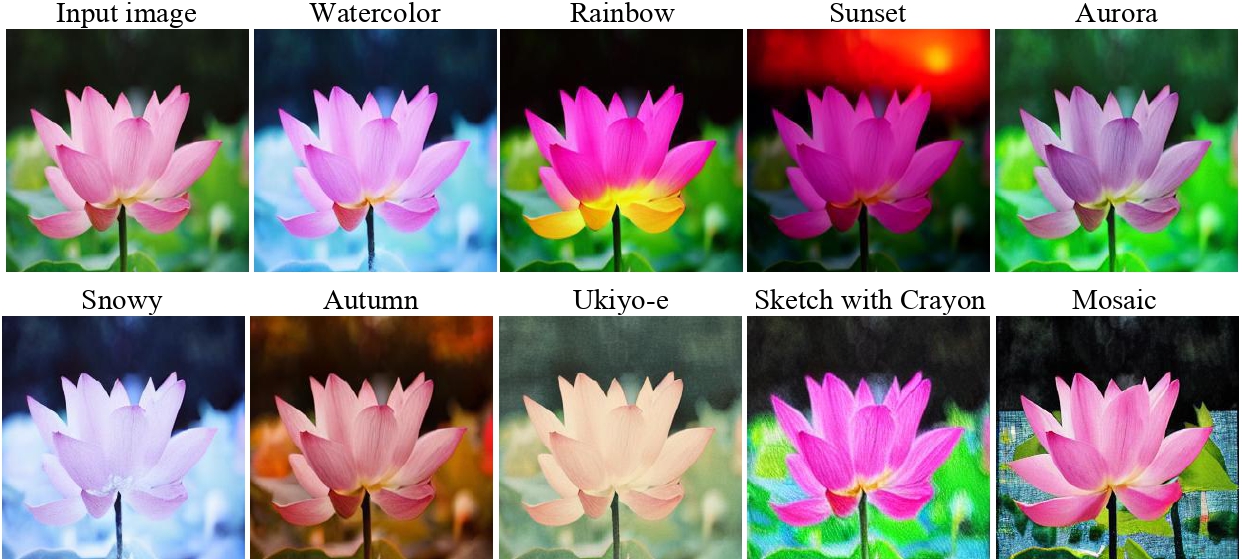 Input image
Watercolor
Rainbow
Sunset
Aurora
Snowy
Autumn
Ukiyo-e
Sketch with Crayon
Mosaic